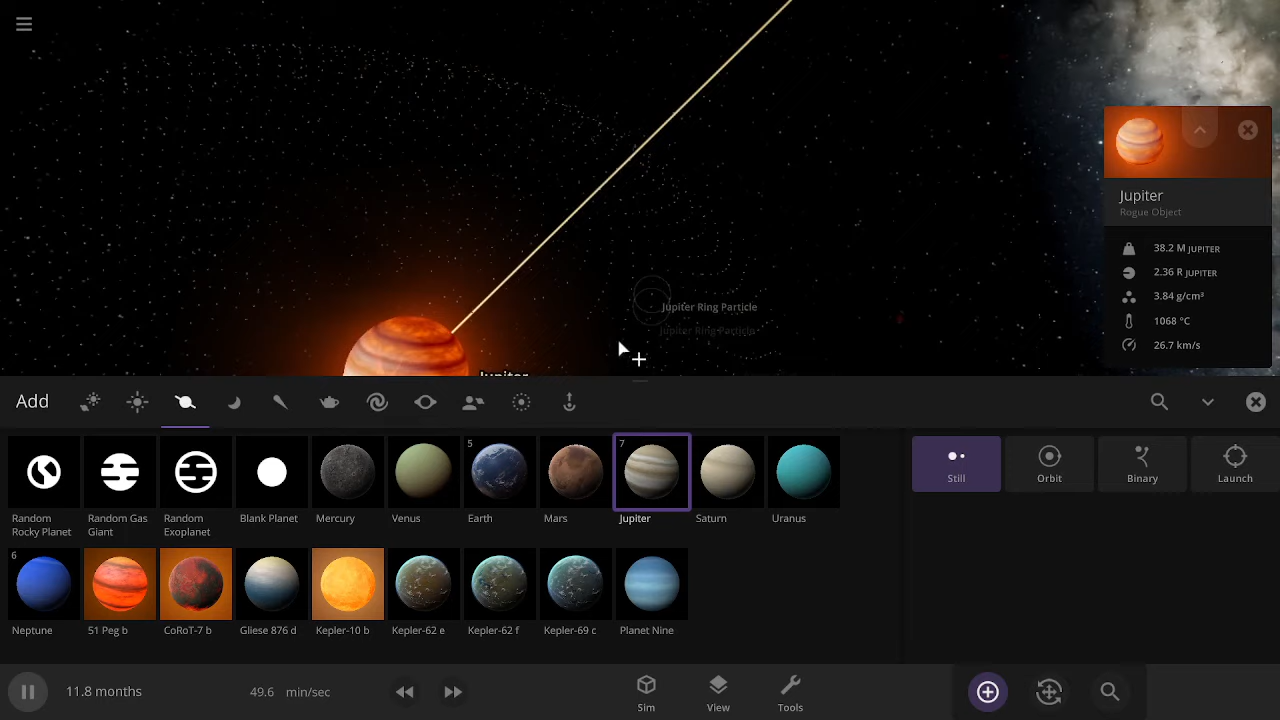 Jupiter
Rogue Object
38.2 M JUPITER
2.36 R JUPITER
3.84 g/cm³
1068 °C
26.7 km/s
Jupiter Ring Particle
Jupiter Ring Particle
Jupiter
Add
5
7
Random Rocky Planet
Random Gas Giant
Random Exoplanet
Blank Planet
Mercury
Venus
Earth
Mars
Jupiter
Saturn
Uranus
Still
Orbit
Binary
Launch
6
Neptune
51 Peg b
CoRoT-7 b
Gliese 876 d
Kepler-10 b
Kepler-62 e
Kepler-62 f
Kepler-69 c
Planet Nine
11.8 months
49.6 min/sec
Sim
View
Tools